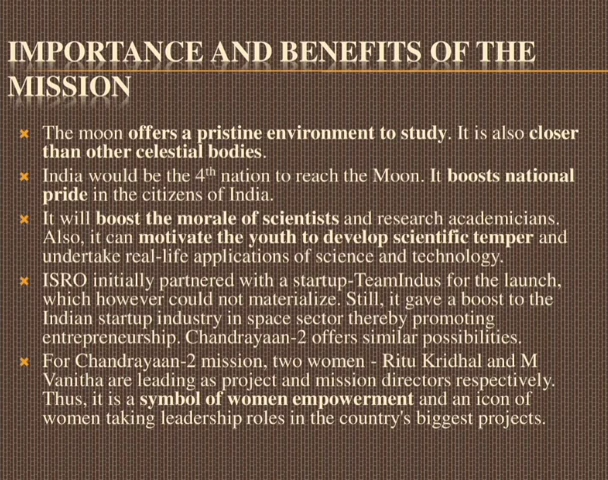 IMPORTANCE AND BENEFITS OF THE
MISSION
The moon offers a pristine environment to study. It is also closer
than other celestial bodies.
India would be the 4th nation to reach the Moon. It boosts national
pride in the citizens of India.
It will boost the morale of scientists and research academicians.
Also, it can motivate the youth to develop scientific temper and
undertake real-life applications of science and technology.
ISRO initially partnered with a startup-TeamIndus for the launch,
which however could not materialize. Still, it gave a boost to the
Indian startup industry in space sector thereby promoting
entrepreneurship. Chandrayaan-2 offers similar possibilities.
For Chandrayaan-2 mission, two women - Ritu Kridhal and M
Vanitha are leading as project and mission directors respectively.
Thus, it is a symbol of women empowerment and an icon of
women taking leadership roles in the country's biggest projects.